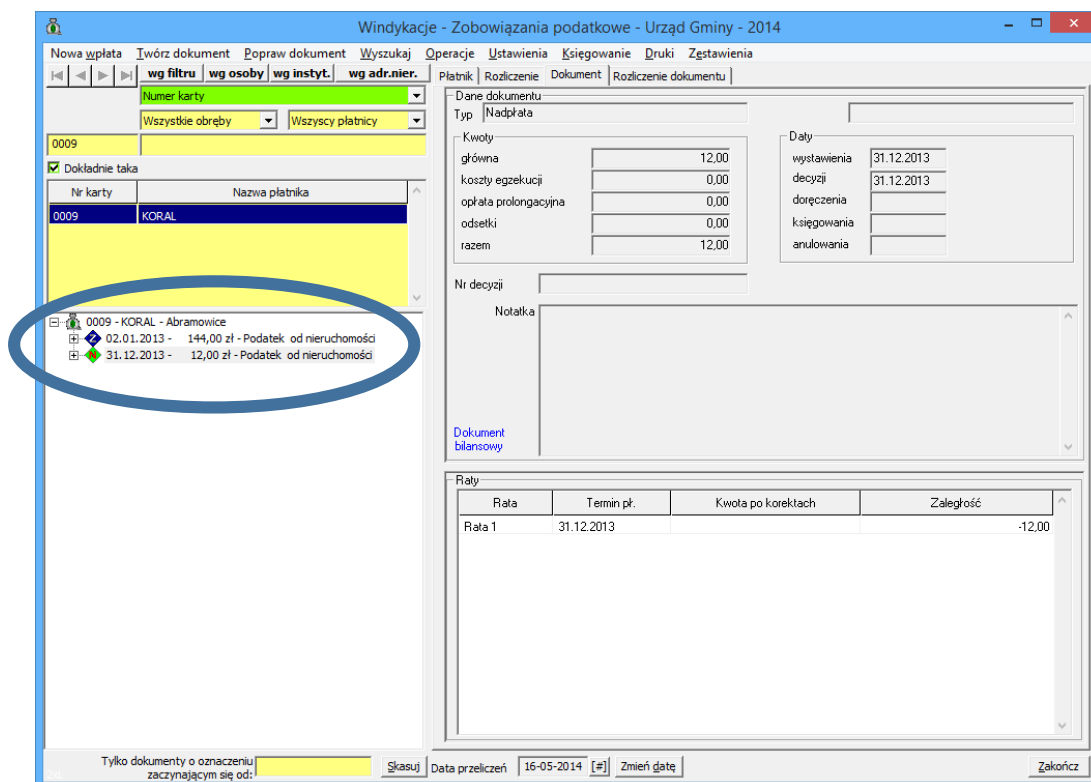 Windykacje - Zobowiązania podatkowe - Urząd Gminy - 2014
Nowa wpłata Twórz dokument Popraw dokument Wyszukaj Operacje Ustawienia Księgowanie Druki Zestawienia
wg filtru wg osoby wg instyt. wg adr.nier.
Numer karty
Wszystkie obręby Wszyscy płatnicy
0009
Dokładnie taka
Nr karty Nazwa płatnika
0009 KORAL
0009 - KORAL - Abramowice
02.01.2013 - 144,00 zł - Podatek od nieruchomości
31.12.2013 - 12,00 zł - Podatek od nieruchomości
Płatnik Rozliczenie Dokument Rozliczenie dokumentu
Dane dokumentu
Typ Nadpłata
Kwoty
główna 12,00
koszty egzekucji 0,00
opłata prolongacyjna 0,00
odsetki 0,00
razem 12,00
Daty
wystawienia 31.12.2013
decyzji 31.12.2013
doręczenia
księgowania
anulowania
Nr decyzji
Notatka
Dokument
bilansowy
Raty
Rata Termin pł. Kwota po korektach Zaległość
Rata 1 31.12.2013 -12,00
Tylko dokumenty o oznaczeniu
zaczynającym się od:
Skasuj Data przeliczeń 16-05-2014 [#] Zmień datę Zakończ